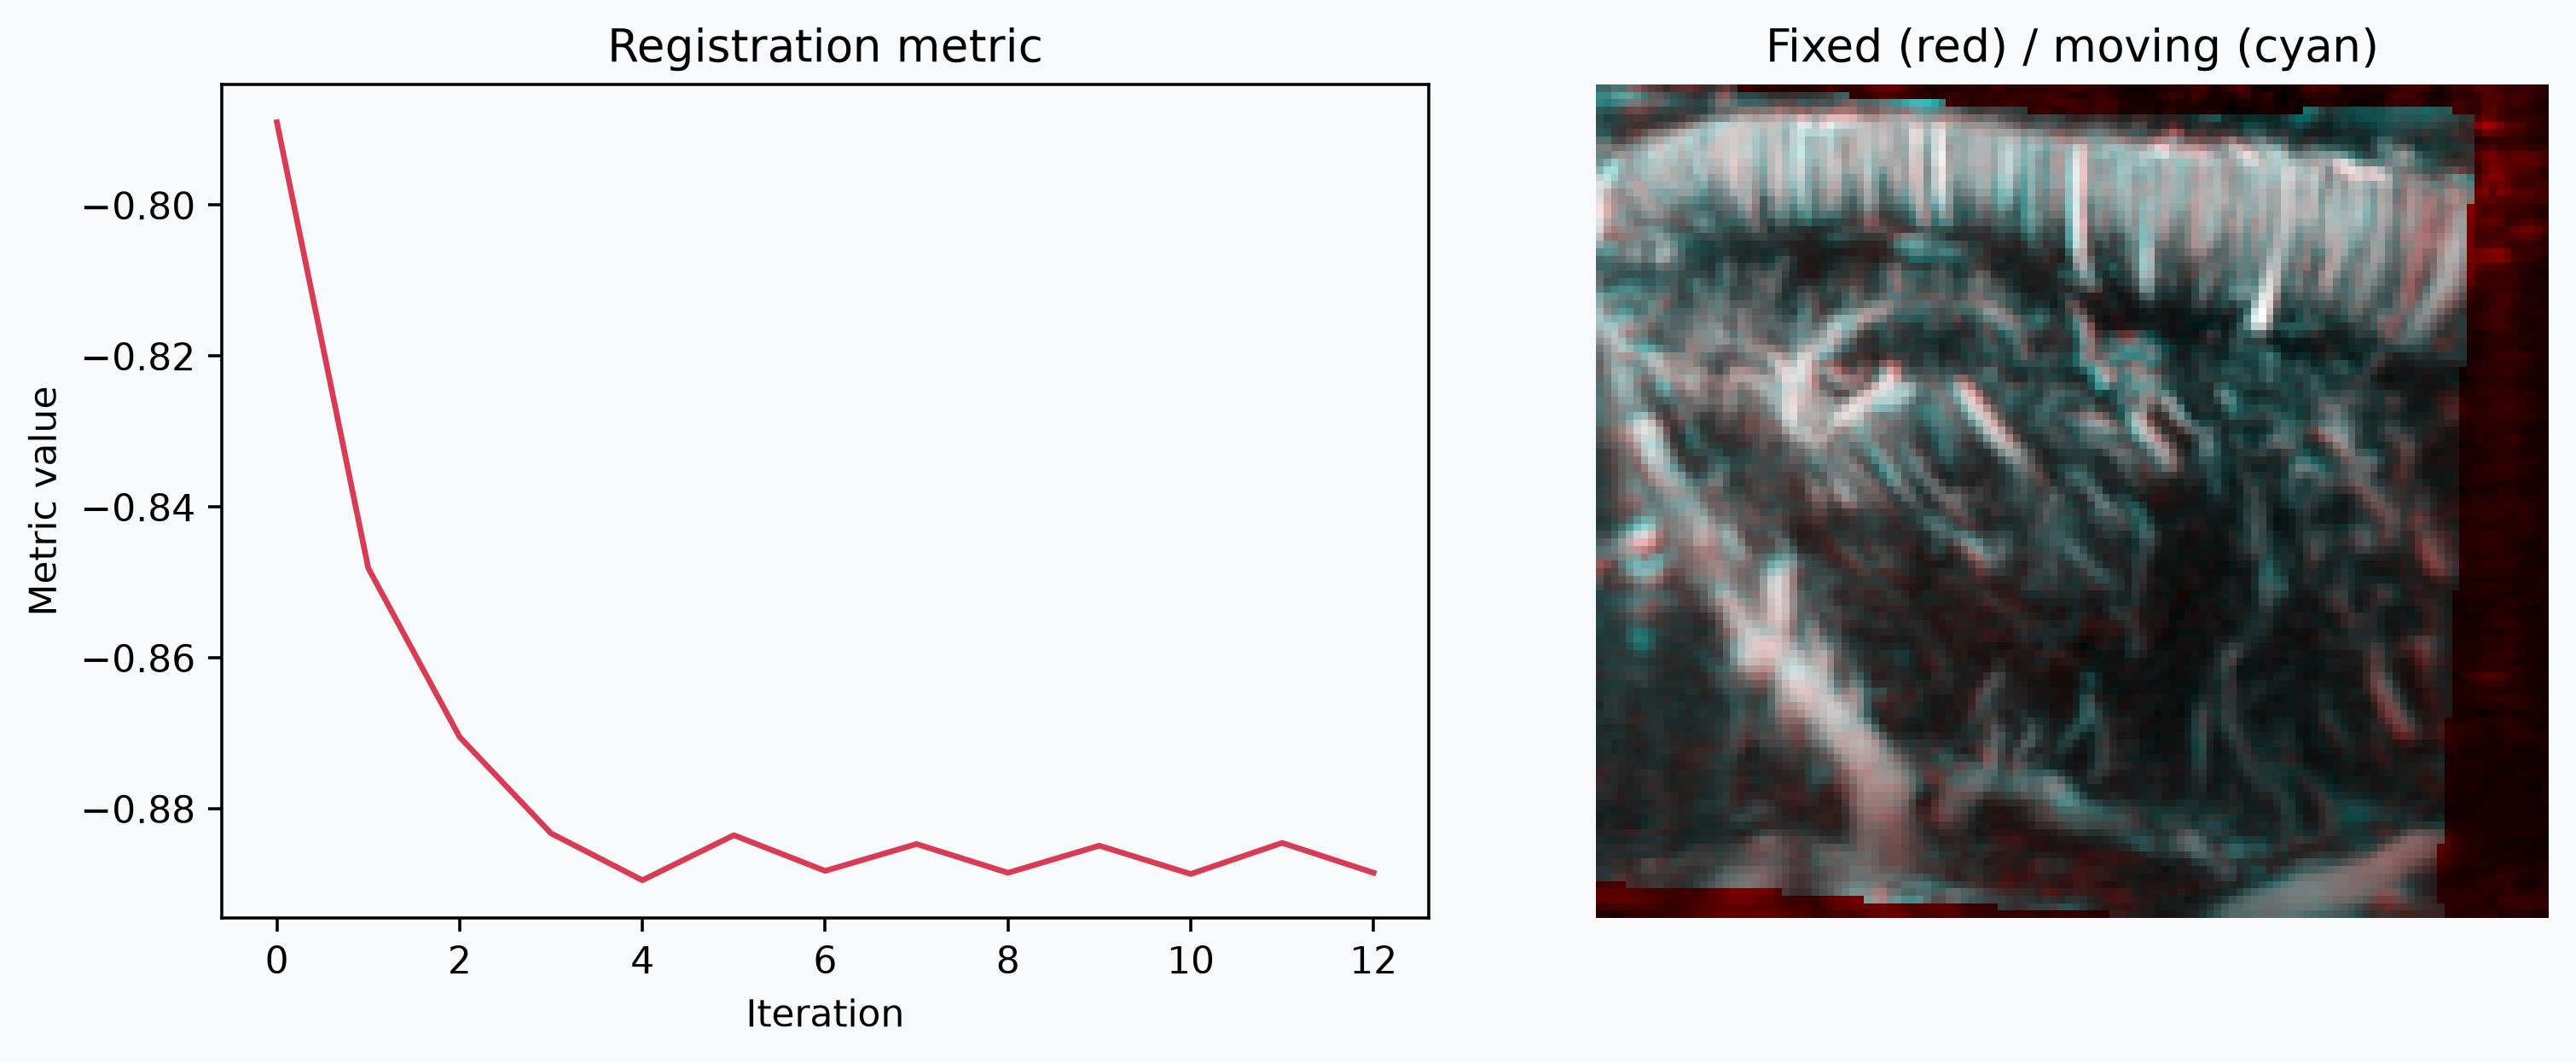 Registration metric
Metric value
−0.80
−0.82
−0.84
−0.86
−0.88
0 2 4 6 8 10 12
Iteration
Fixed (red) / moving (cyan)